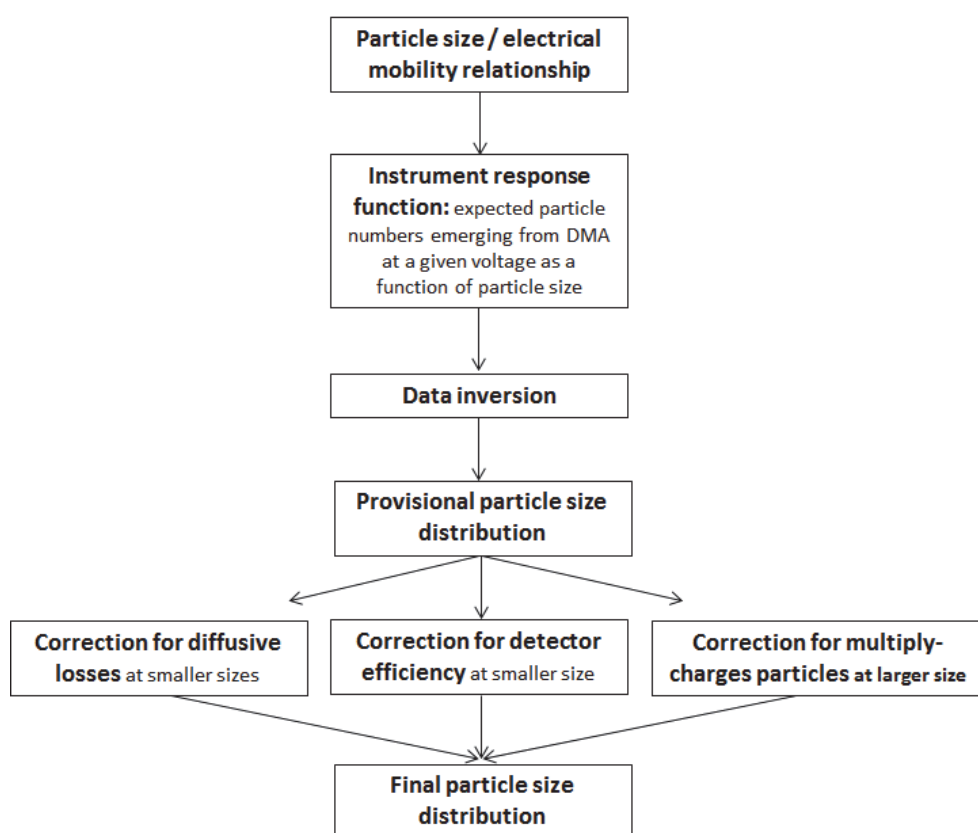 Particle size / electrical
mobility relationship
Instrument response
function: expected particle
numbers emerging from DMA
at a given voltage as a
function of particle size
Data inversion
Provisional particle size
distribution
Correction for diffusive
losses at smaller sizes
Correction for detector
efficiency at smaller size
Correction for multiply-
charges particles at larger size
Final particle size
distribution